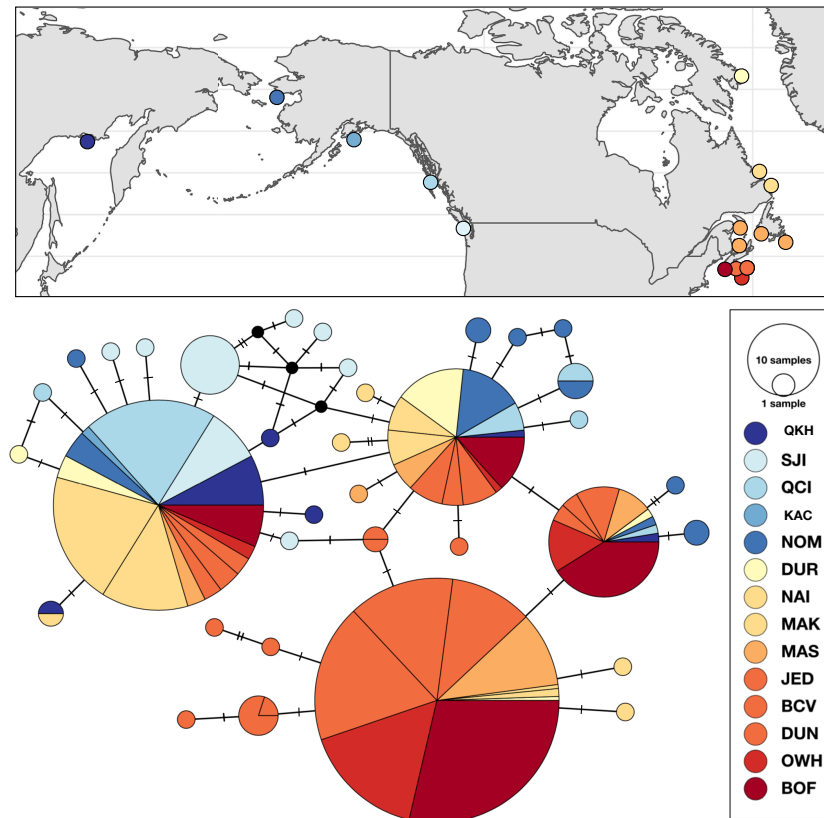 10 samples
1 sample
QKH
SJI
QCI
KAC
NOM
DUR
NAI
MAK
MAS
JED
BCV
DUN
OWH
BOF